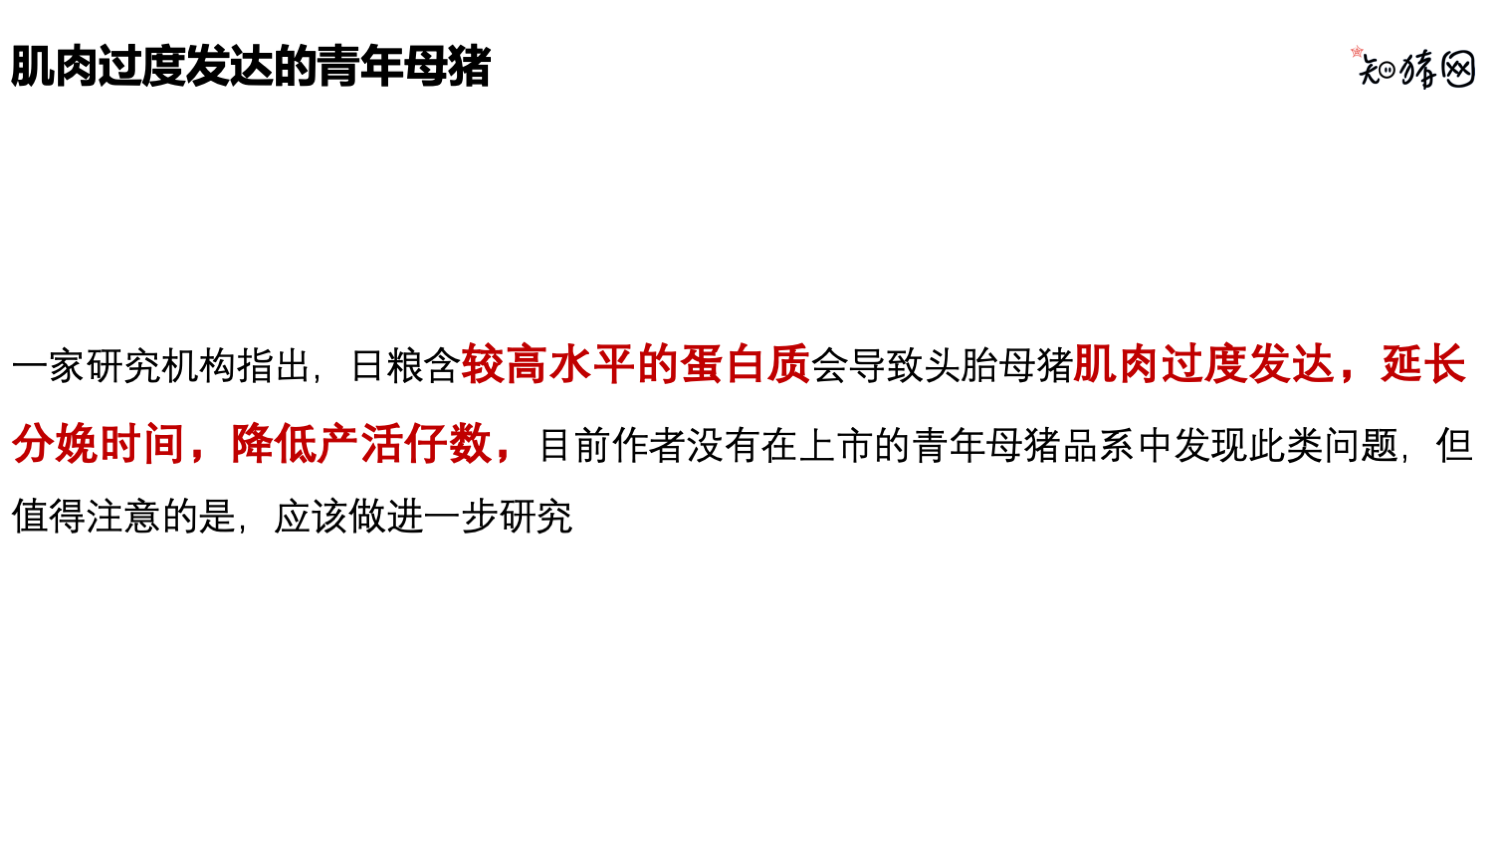 肌肉过度发达的青年母猪
知猪网
一家研究机构指出，日粮含较高水平的蛋白质会导致头胎母猪肌肉过度发达，延长
分娩时间，降低产活仔数，目前作者没有在上市的青年母猪品系中发现此类问题，但
值得注意的是，应该做进一步研究